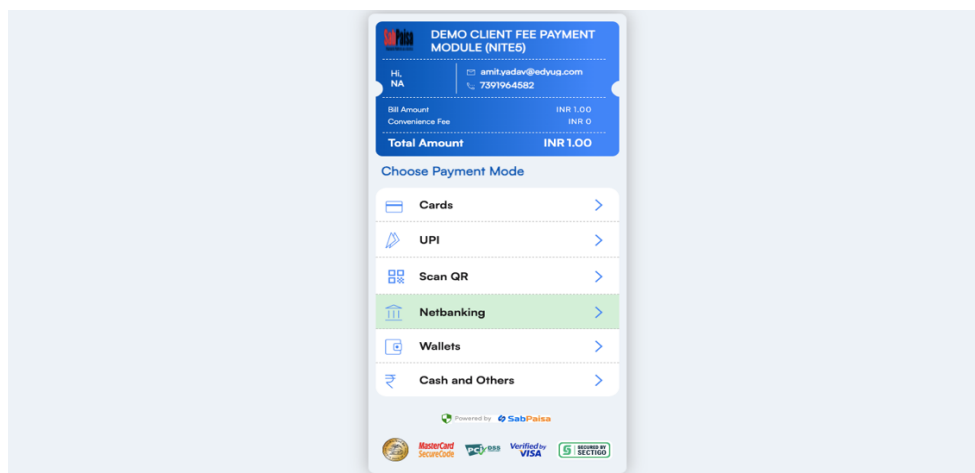 SabPaisa
DEMO CLIENT FEE PAYMENT
MODULE (NITE5)
Hi,
NA
amit.yadav@edyug.com
7391964582
Bill Amount INR 1.00
Convenience Fee INR 0
Total Amount INR 1.00
Choose Payment Mode
Cards
UPI
Scan QR
Netbanking
Wallets
Cash and Others
Powered by SabPaisa
MasterCard
SecureCode
PCI DSS
Verified by
VISA
SECURED BY
SECTIGO